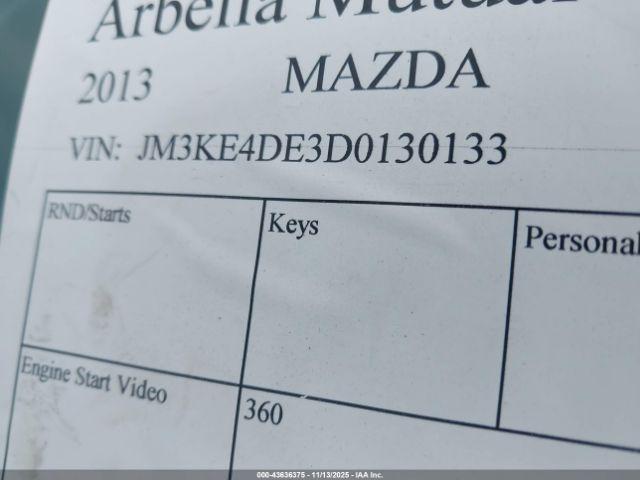 Arbella Mutual
2013 MAZDA
VIN: JM3KE4DE3D0130133
RND/Starts
Keys
Personal
Engine Start Video
360
000-43636375 - 11/13/2025 - IAA Inc.